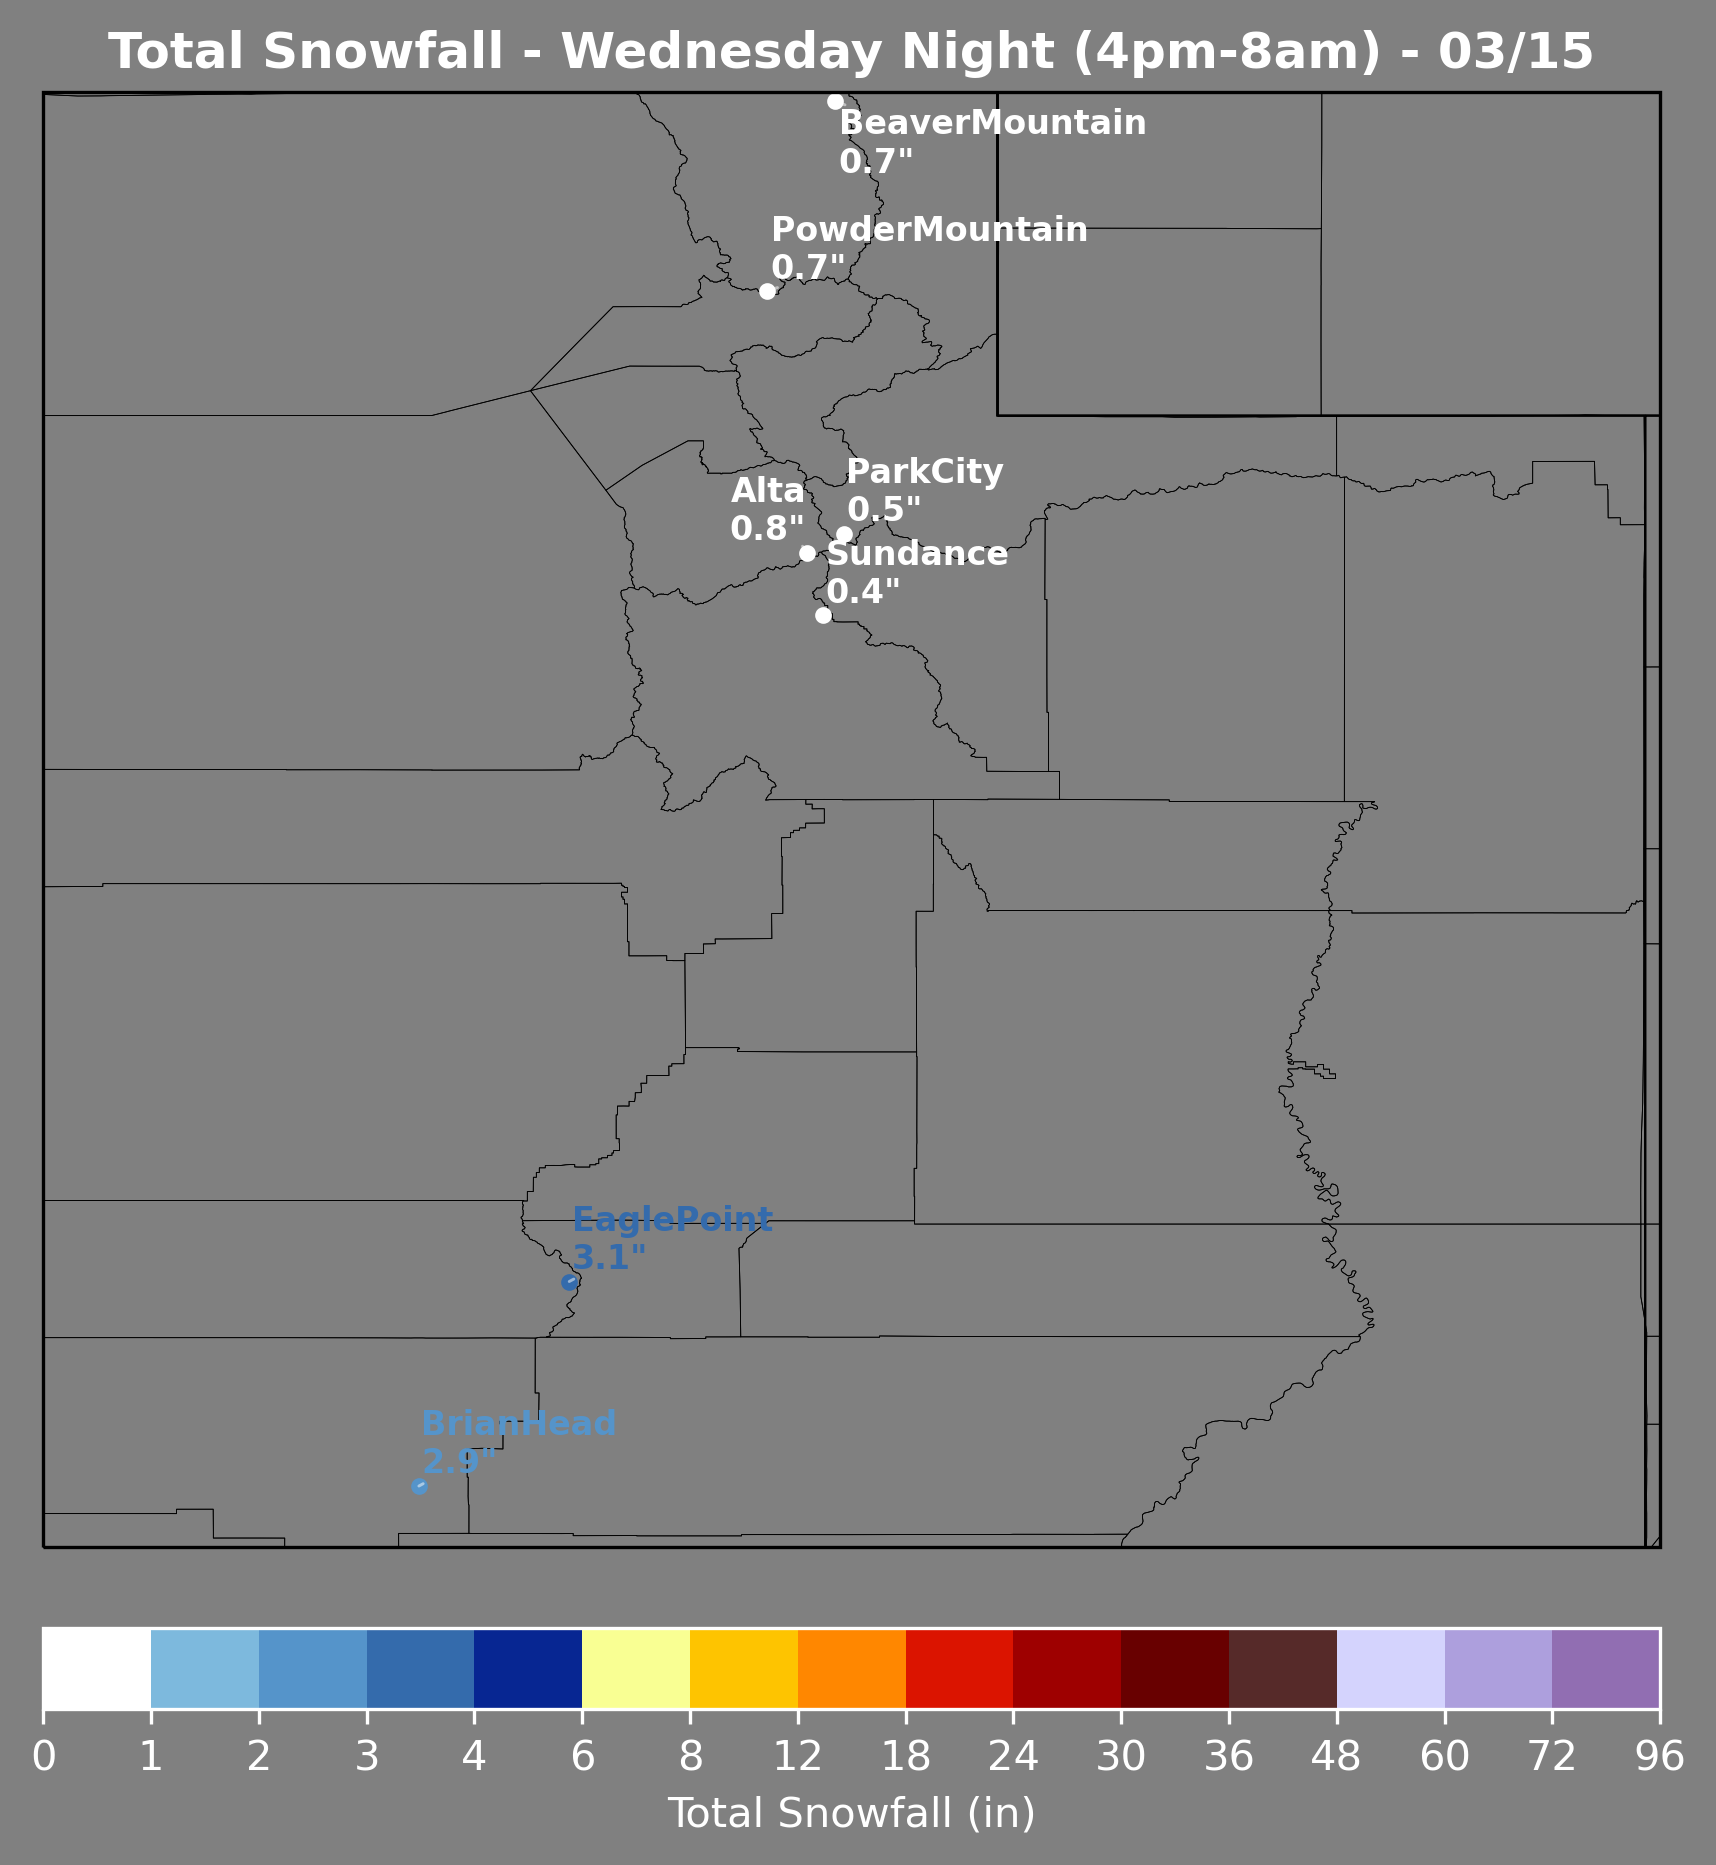 Total Snowfall - Wednesday Night (4pm-8am) - 03/15
BeaverMountain
0.7"
PowderMountain
0.7"
ParkCity
0.5"
Alta
0.8"
Sundance
0.4"
EaglePoint
3.1"
BrianHead
2.9"
0 1 2 3 4 6 8 12 18 24 30 36 48 60 72 96
Total Snowfall (in)